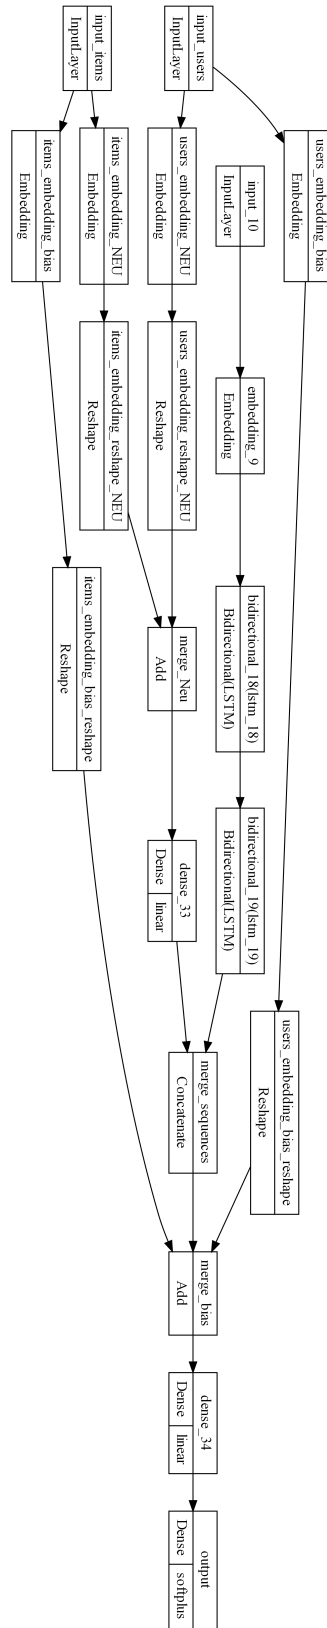 input_items
InputLayer
input_users
InputLayer
items_embedding_bias
Embedding
items_embedding_NEU
Embedding
users_embedding_NEU
Embedding
input_10
InputLayer
users_embedding_bias
Embedding
items_embedding_reshape_NEU
Reshape
users_embedding_reshape_NEU
Reshape
embedding_9
Embedding
items_embedding_bias_reshape
Reshape
merge_Neu
Add
bidirectional_18(lstm_18)
Bidirectional(LSTM)
dense_33
Dense linear
bidirectional_19(lstm_19)
Bidirectional(LSTM)
users_embedding_bias_reshape
Reshape
merge_sequences
Concatenate
merge_bias
Add
dense_34
Dense linear
output
Dense softplus